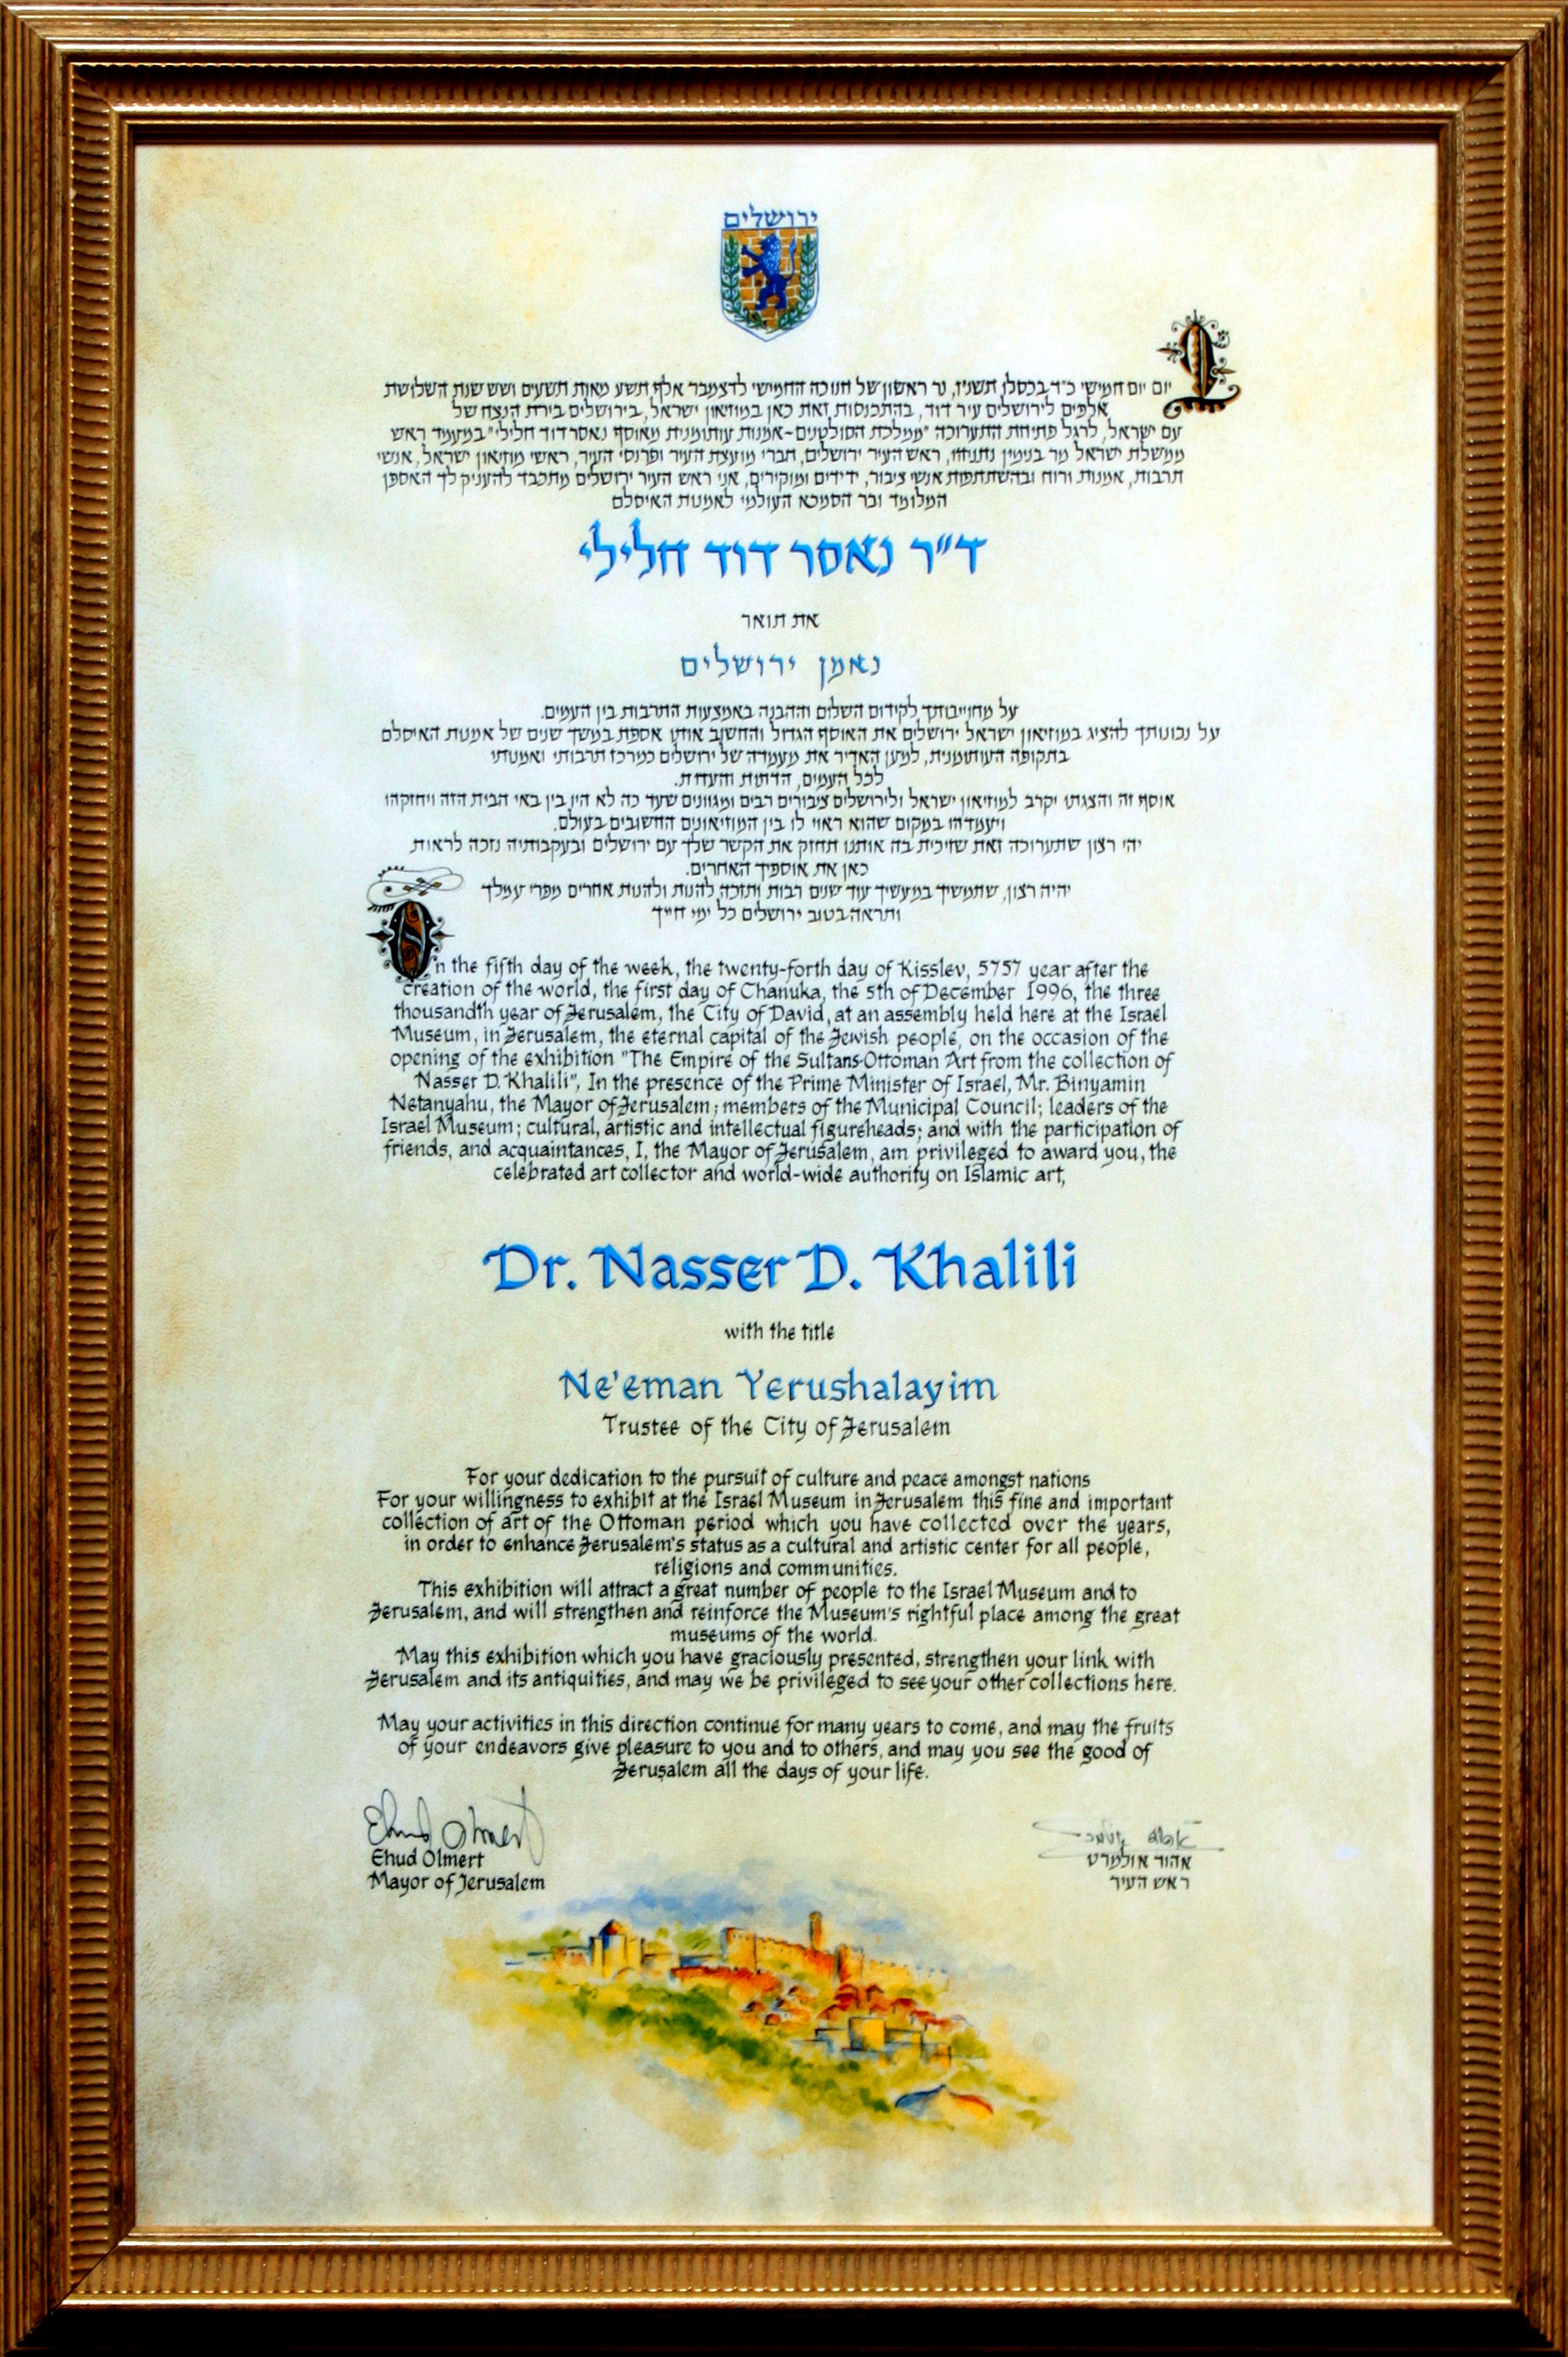 ירושלים
יום יום חמישי כ"ד בכסלו תשנ"ז, נר ראשון של חנוכה החמישי לדצמבר אלף תשע מאות תשעים ושש שנת השלושת
אלפים לירושלים עיר דוד, בהתכנסות זאת כאן במוזיאון ישראל, בירושלים בירת הנצח של
עם ישראל, לרגל פתיחת התערוכה "ממלכת הסולטנים-אמנות עותומנית מאוסף נאסר דוד חלילי" במעמד ראש
ממשלת ישראל מר בנימין נתניהו, ראש העיר ירושלים, חברי מועצת העיר ופרנסי העיר, ראשי מוזיאון ישראל, אנשי
תרבות, אמנות ורוח ובהשתתפות אנשי ציבור, ידידים ומוקירים, אני ראש העיר ירושלים מתכבד להעניק לך האספן
המלומד ובר הסמכא העולמי לאמנות האיסלם
ד"ר נאסר דוד חלילי
את תואר
נאמן ירושלים
על מחוייבותך לקידום השלום וההבנה באמצעות התרבות בין העמים.
על נכונותך להציג במוזיאון ישראל ירושלים את האוסף הגדול והחשוב אותו אספת במשך שנים של אמנות האיסלם
בתקופה העותומנית, למען האדיר את מעמדה של ירושלים כמרכז תרבותי ואמנותי
לכל העמים, הדתות והעדות.
אוסף זה והצגתו יקרב למוזיאון ישראל ולירושלים ציבורים רבים ומגוונים שעד כה לא היו בין באי הבית הזה ויחזקהו
ויעמדהו במקום שהוא ראוי לו בין המוזיאונים החשובים בעולם.
יהי רצון שתערוכה זאת שזיכית בה אותנו תחזק את הקשר שלך עם ירושלים ובעקבותיה נזכה לראות
כאן את אוספיך האחרים.
יהיה רצון, שתמשיך במעשיך עוד שנים רבות ותזכה להנות ולהנות אחרים מפרי עמלך
ותראה בטוב ירושלים כל ימי חייך
On the fifth day of the week, the twenty-forth day of Kisslev, 5757 year after the
creation of the world, the first day of Chanuka, the 5th of December 1996, the three
thousandth year of Jerusalem, the City of David, at an assembly held here at the Israel
Museum, in Jerusalem, the eternal capital of the Jewish people, on the occasion of the
opening of the exhibition "The Empire of the Sultans-Ottoman Art from the collection of
Nasser D. Khalili", In the presence of the Prime Minister of Israel, Mr. Binyamin
Netanyahu, the Mayor of Jerusalem; members of the Municipal Council; leaders of the
Israel Museum; cultural, artistic and intellectual figureheads; and with the participation of
friends, and acquaintances, I, the Mayor of Jerusalem, am privileged to award you, the
celebrated art collector and world-wide authority on Islamic art,
Dr. Nasser D. Khalili
with the title
Ne'eman Yerushalayim
Trustee of the City of Jerusalem
For your dedication to the pursuit of culture and peace amongst nations
For your willingness to exhibit at the Israel Museum in Jerusalem this fine and important
collection of art of the Ottoman period which you have collected over the years,
in order to enhance Jerusalem's status as a cultural and artistic center for all people,
religions and communities.
This exhibition will attract a great number of people to the Israel Museum and to
Jerusalem, and will strengthen and reinforce the Museum's rightful place among the great
museums of the world.
May this exhibition which you have graciously presented, strengthen your link with
Jerusalem and its antiquities, and may we be privileged to see your other collections here.
May your activities in this direction continue for many years to come, and may the fruits
of your endeavors give pleasure to you and to others, and may you see the good of
Jerusalem all the days of your life.
Ehud Olmert
Ehud Olmert
Mayor of Jerusalem
אהוד אולמרט
ראש העיר